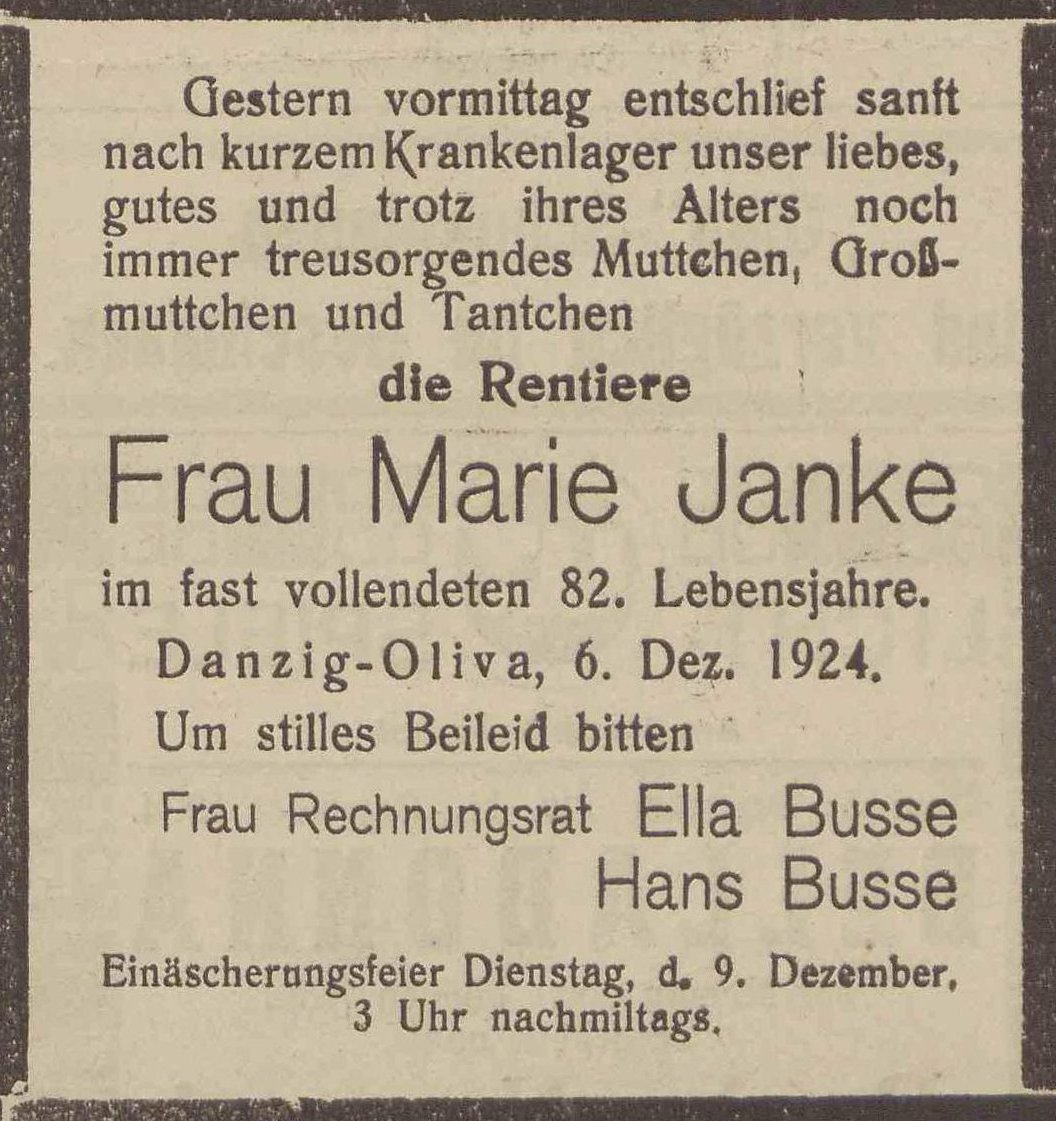 Gestern vormittag entschlief sanft
nach kurzem Krankenlager unser liebes,
gutes und trotz ihres Alters noch
immer treusorgendes Muttchen, Groß-
muttchen und Tantchen
die Rentiere
Frau Marie Janke
im fast vollendeten 82. Lebensjahre.
Danzig-Oliva, 6. Dez. 1924.
Um stilles Beileid bitten
Frau Rechnungsrat Ella Busse
Hans Busse
Einäscherungsfeier Dienstag, d. 9. Dezember,
3 Uhr nachmiltags.